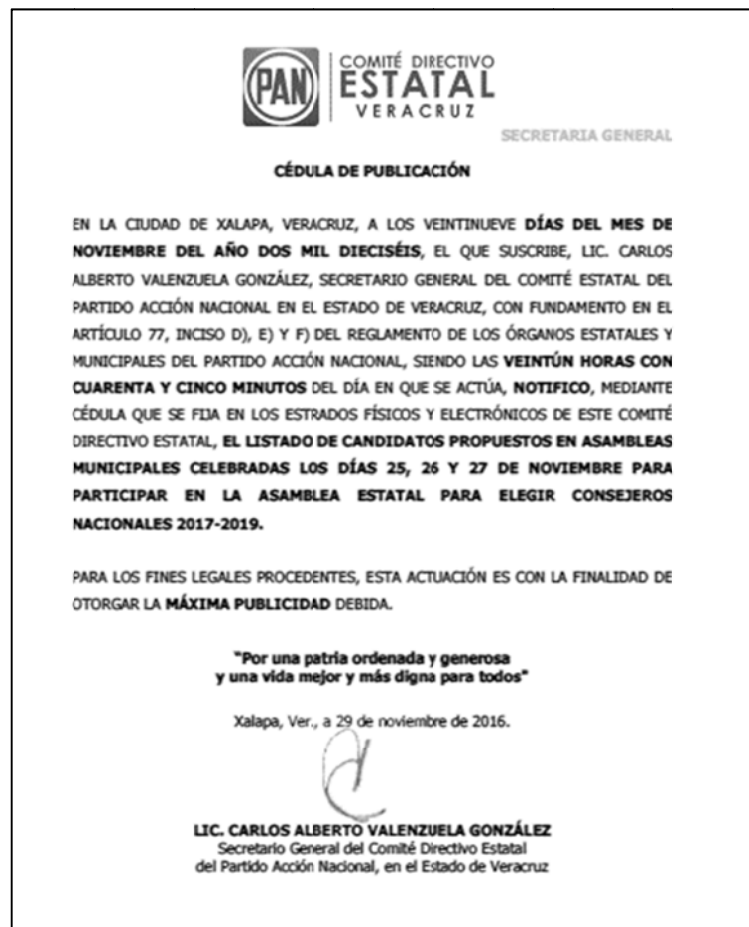 PAN
COMITÉ DIRECTIVO
ESTATAL
VERACRUZ
SECRETARIA GENERAL
CÉDULA DE PUBLICACIÓN
EN LA CIUDAD DE XALAPA, VERACRUZ, A LOS VEINTINUEVE DÍAS DEL MES DE
NOVIEMBRE DEL AÑO DOS MIL DIECISÉIS, EL QUE SUSCRIBE, LIC. CARLOS
ALBERTO VALENZUELA GONZÁLEZ, SECRETARIO GENERAL DEL COMITÉ ESTATAL DEL
PARTIDO ACCIÓN NACIONAL EN EL ESTADO DE VERACRUZ, CON FUNDAMENTO EN EL
ARTÍCULO 77, INCISO D), E) Y F) DEL REGLAMENTO DE LOS ÓRGANOS ESTATALES Y
MUNICIPALES DEL PARTIDO ACCIÓN NACIONAL, SIENDO LAS VEINTÚN HORAS CON
CUARENTA Y CINCO MINUTOS DEL DÍA EN QUE SE ACTÚA, NOTIFICO, MEDIANTE
CÉDULA QUE SE FIJA EN LOS ESTRADOS FÍSICOS Y ELECTRÓNICOS DE ESTE COMITÉ
DIRECTIVO ESTATAL, EL LISTADO DE CANDIDATOS PROPUESTOS EN ASAMBLEAS
MUNICIPALES CELEBRADAS LOS DÍAS 25, 26 Y 27 DE NOVIEMBRE PARA
PARTICIPAR EN LA ASAMBLEA ESTATAL PARA ELEGIR CONSEJEROS
NACIONALES 2017-2019.
PARA LOS FINES LEGALES PROCEDENTES, ESTA ACTUACIÓN ES CON LA FINALIDAD DE
OTORGAR LA MÁXIMA PUBLICIDAD DEBIDA.
"Por una patria ordenada y generosa
y una vida mejor y más digna para todos"
Xalapa, Ver., a 29 de noviembre de 2016.
LIC. CARLOS ALBERTO VALENZUELA GONZÁLEZ
Secretario General del Comité Directivo Estatal
del Partido Acción Nacional, en el Estado de Veracruz